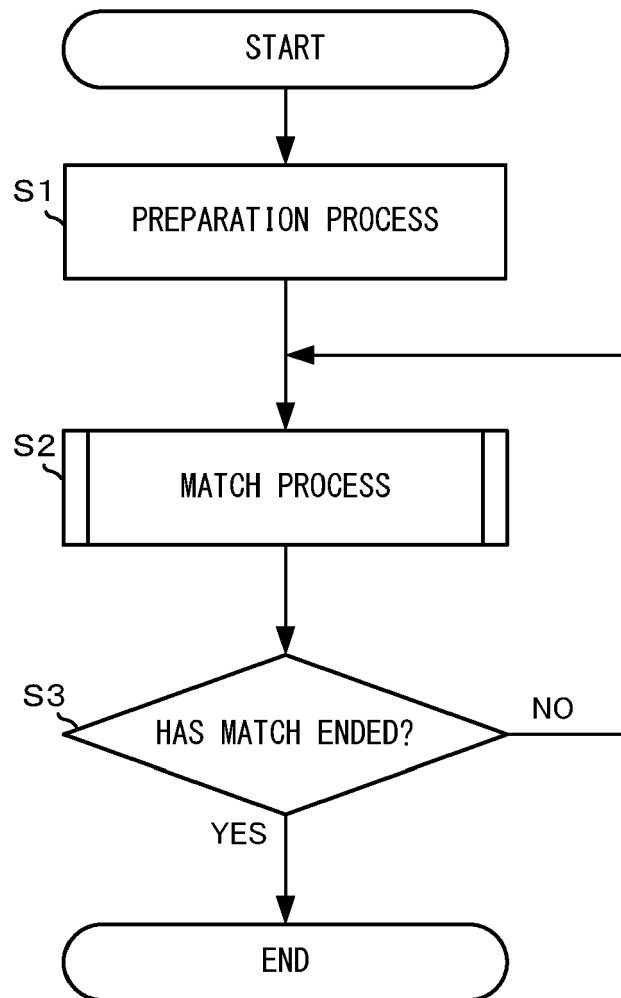 START
S1
PREPARATION PROCESS
S2
MATCH PROCESS
S3
HAS MATCH ENDED?
NO
YES
END